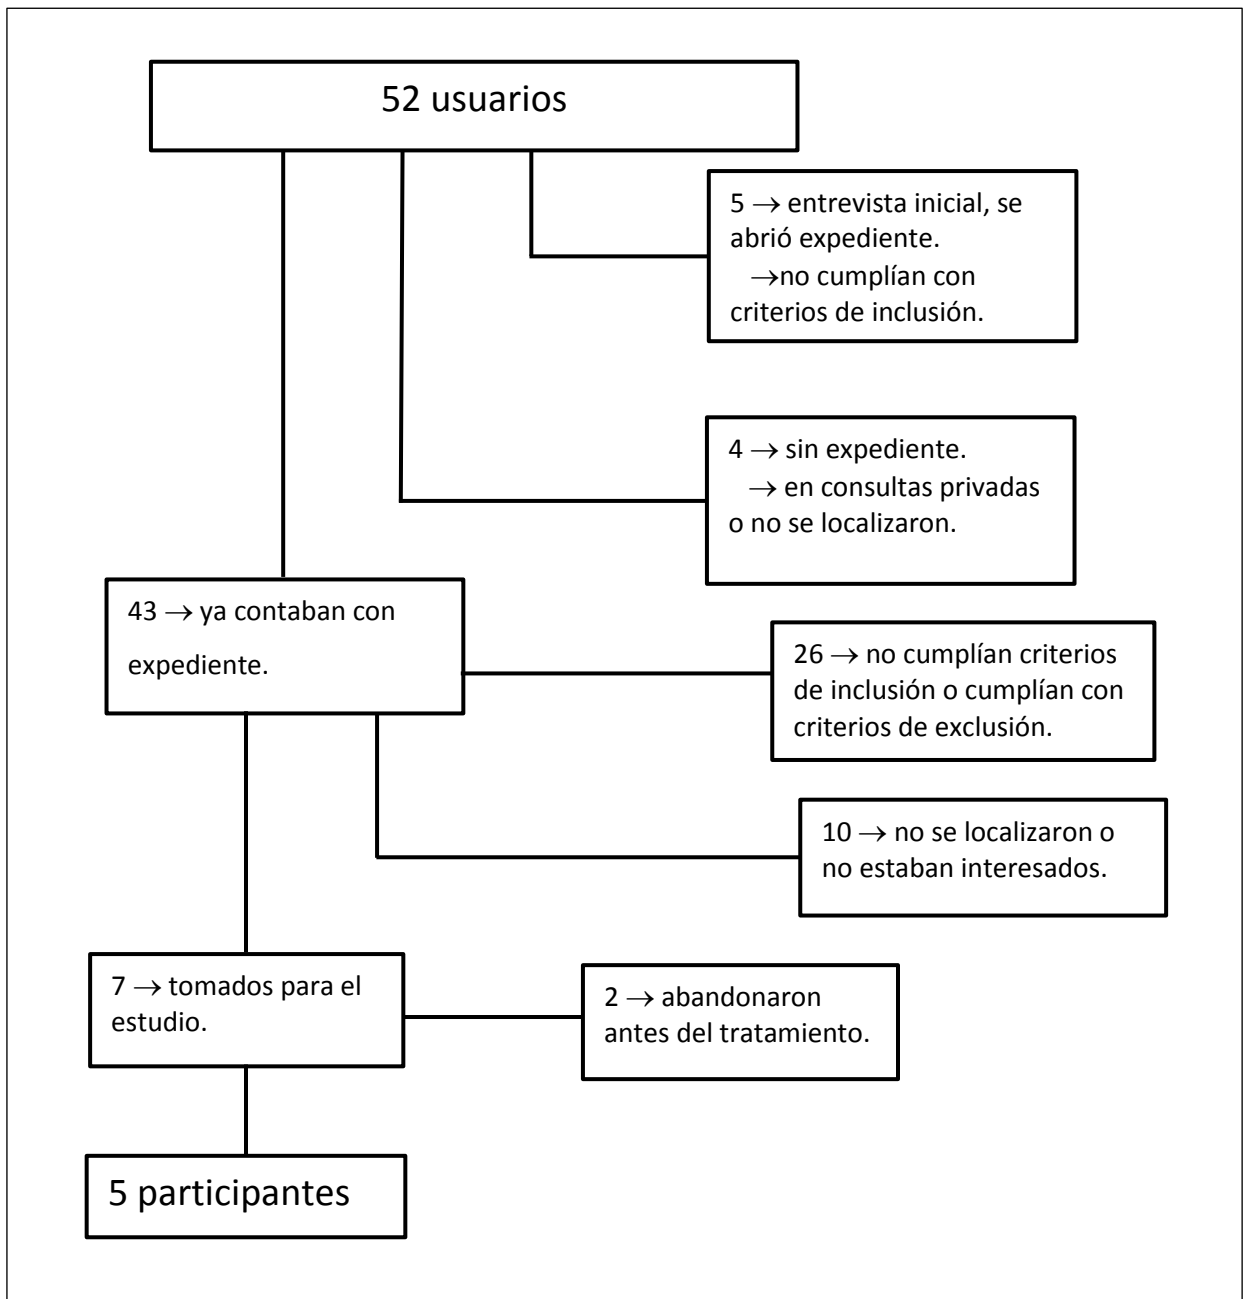 52 usuarios
5 → entrevista inicial, se
abrió expediente.
→no cumplían con
criterios de inclusión.
4 → sin expediente.
→ en consultas privadas
o no se localizaron.
43 → ya contaban con
expediente.
26 → no cumplían criterios
de inclusión o cumplían con
criterios de exclusión.
10 → no se localizaron o
no estaban interesados.
7 → tomados para el
estudio.
2 → abandonaron
antes del tratamiento.
5 participantes